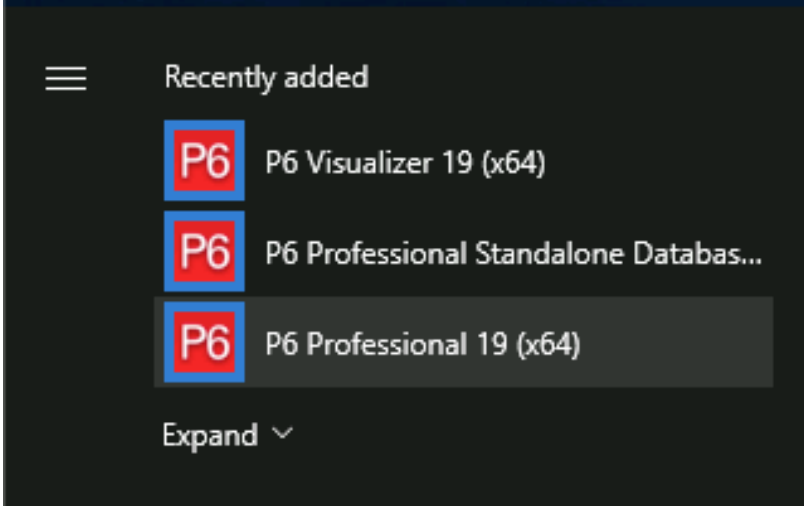 Recently added
P6 P6 Visualizer 19 (x64)
P6 P6 Professional Standalone Databas...
P6 P6 Professional 19 (x64)
Expand